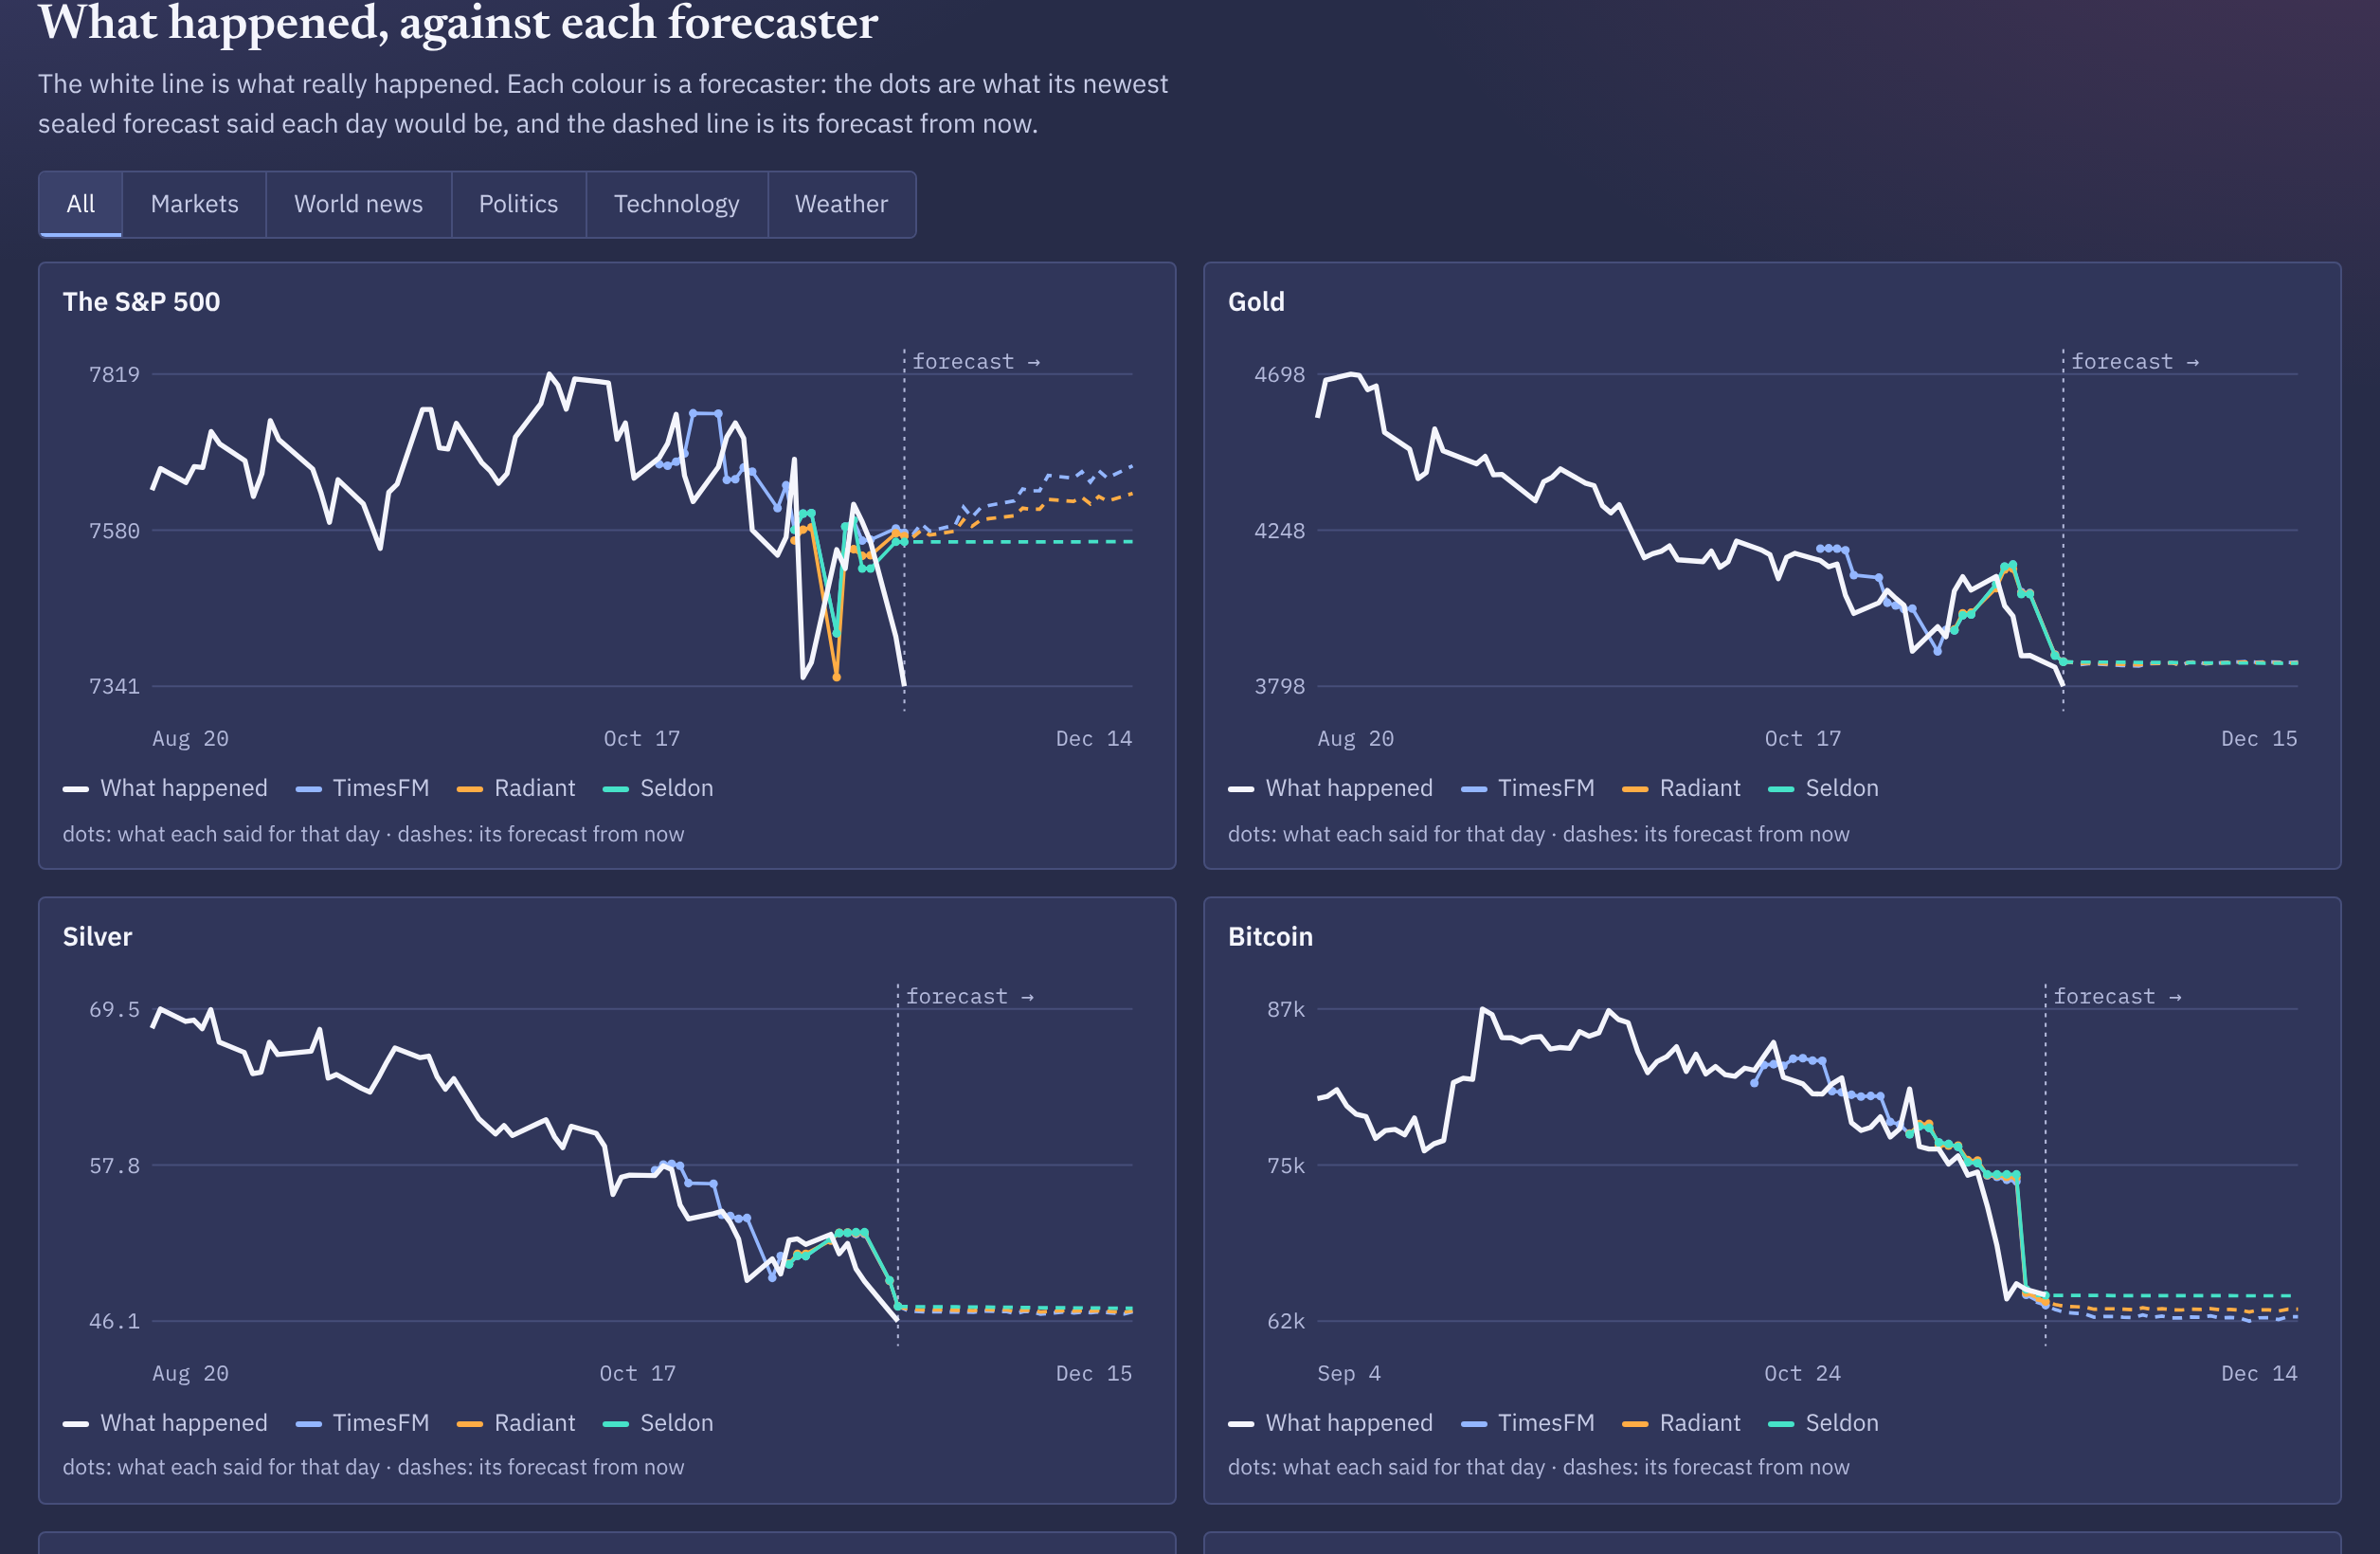 What happened, against each forecaster
The white line is what really happened. Each colour is a forecaster: the dots are what its newest
sealed forecast said each day would be, and the dashed line is its forecast from now.
All Markets World news Politics Technology Weather
The S&P 500
forecast →
7819
7580
7341
Aug 20 Oct 17 Dec 14
What happened TimesFM Radiant Seldon
dots: what each said for that day · dashes: its forecast from now
Gold
forecast →
4698
4248
3798
Aug 20 Oct 17 Dec 15
What happened TimesFM Radiant Seldon
dots: what each said for that day · dashes: its forecast from now
Silver
forecast →
69.5
57.8
46.1
Aug 20 Oct 17 Dec 15
What happened TimesFM Radiant Seldon
dots: what each said for that day · dashes: its forecast from now
Bitcoin
forecast →
87k
75k
62k
Sep 4 Oct 24 Dec 14
What happened TimesFM Radiant Seldon
dots: what each said for that day · dashes: its forecast from now